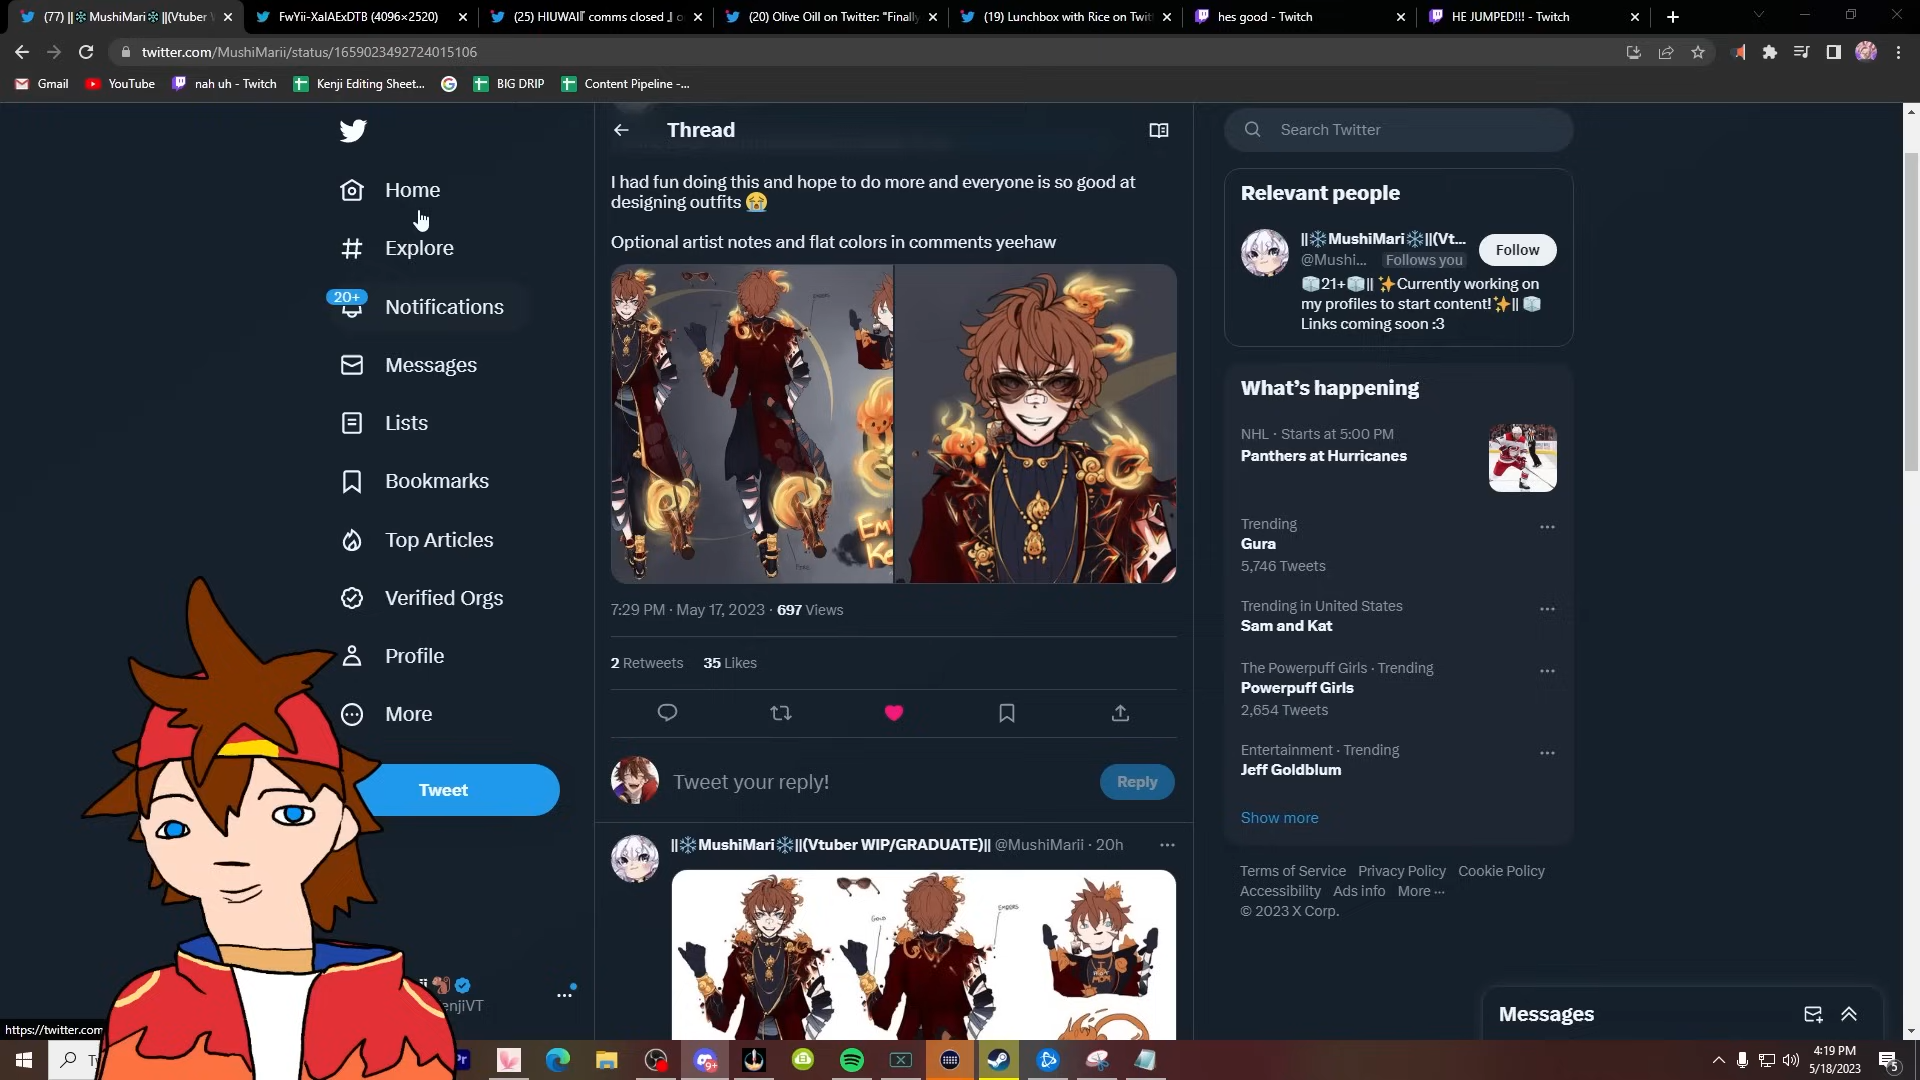 (77) ||❄MushiMari❄||(Vtuber
FwYii-XaIAExDTB (4096×2520)
(25) HIUWAII『 comms closed 』
(20) Olive Oill on Twitter: "Finally
(19) Lunchbox with Rice on Twit
hes good - Twitch
HE JUMPED!!! - Twitch
twitter.com/MushiMarii/status/1659023492724015106
Gmail
YouTube
nah uh - Twitch
Kenji Editing Sheet...
BIG DRIP
Content Pipeline -...
Home
Explore
20+
Notifications
Messages
Lists
Bookmarks
Top Articles
Verified Orgs
Profile
More
Tweet
enjiVT
https://twitter.com
Thread
I had fun doing this and hope to do more and everyone is so good at
designing outfits 😭
Optional artist notes and flat colors in comments yeehaw
7:29 PM · May 17, 2023 · 697 Views
2 Retweets 35 Likes
Tweet your reply!
Reply
||❄MushiMari❄||(Vtuber WIP/GRADUATE)|| @MushiMarii · 20h
GOLD
EMBERS
Search Twitter
Relevant people
||❄MushiMari❄||(Vt...
@Mushi... Follows you
Follow
🧊21+🧊|| ✨Currently working on
my profiles to start content!✨|| 🧊
Links coming soon :3
What's happening
NHL · Starts at 5:00 PM
Panthers at Hurricanes
Trending
Gura
5,746 Tweets
Trending in United States
Sam and Kat
The Powerpuff Girls · Trending
Powerpuff Girls
2,654 Tweets
Entertainment · Trending
Jeff Goldblum
Show more
Terms of Service Privacy Policy Cookie Policy
Accessibility Ads info More ...
© 2023 X Corp.
Messages
Pr
9+
4:19 PM
5/18/2023
5